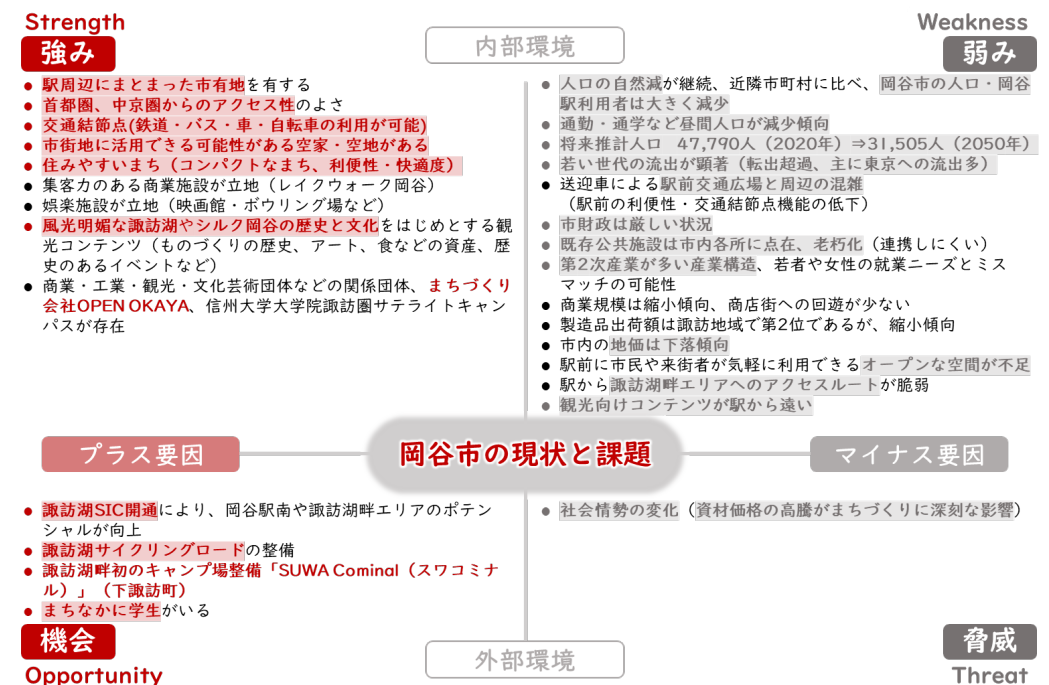 Strength
強み
内部環境
Weakness
弱み
● 駅周辺にまとまった市有地を有する
● 首都圏、中京圏からのアクセス性のよさ
● 交通結節点(鉄道・バス・車・自転車の利用が可能)
● 市街地に活用できる可能性がある空家・空地がある
● 住みやすいまち（コンパクトなまち、利便性・快適度）
● 集客力のある商業施設が立地（レイクウォーク岡谷）
● 娯楽施設が立地（映画館・ボウリング場など）
● 風光明媚な諏訪湖やシルク岡谷の歴史と文化をはじめとする観
光コンテンツ（ものづくりの歴史、アート、食などの資産、歴
史のあるイベントなど）
● 商業・工業・観光・文化芸術団体などの関係団体、まちづくり
会社OPEN OKAYA、信州大学大学院諏訪圏サテライトキャン
パスが存在
● 人口の自然減が継続、近隣市町村に比べ、岡谷市の人口・岡谷
駅利用者は大きく減少
● 通勤・通学など昼間人口が減少傾向
● 将来推計人口 47,790人（2020年）⇒31,505人（2050年）
● 若い世代の流出が顕著（転出超過、主に東京への流出多）
● 送迎車による駅前交通広場と周辺の混雑
（駅前の利便性・交通結節点機能の低下）
● 市財政は厳しい状況
● 既存公共施設は市内各所に点在、老朽化（連携しにくい）
● 第2次産業が多い産業構造、若者や女性の就業ニーズとミス
マッチの可能性
● 商業規模は縮小傾向、商店街への回遊が少ない
● 製造品出荷額は諏訪地域で第2位であるが、縮小傾向
● 市内の地価は下落傾向
● 駅前に市民や来街者が気軽に利用できるオープンな空間が不足
● 駅から諏訪湖畔エリアへのアクセスルートが脆弱
● 観光向けコンテンツが駅から遠い
プラス要因
岡谷市の現状と課題
マイナス要因
● 諏訪湖SIC開通により、岡谷駅南や諏訪湖畔エリアのポテン
シャルが向上
● 諏訪湖サイクリングロードの整備
● 諏訪湖畔初のキャンプ場整備「SUWA Cominal（スワコミナ
ル）」（下諏訪町）
● まちなかに学生がいる
● 社会情勢の変化（資材価格の高騰がまちづくりに深刻な影響）
機会
Opportunity
外部環境
脅威
Threat